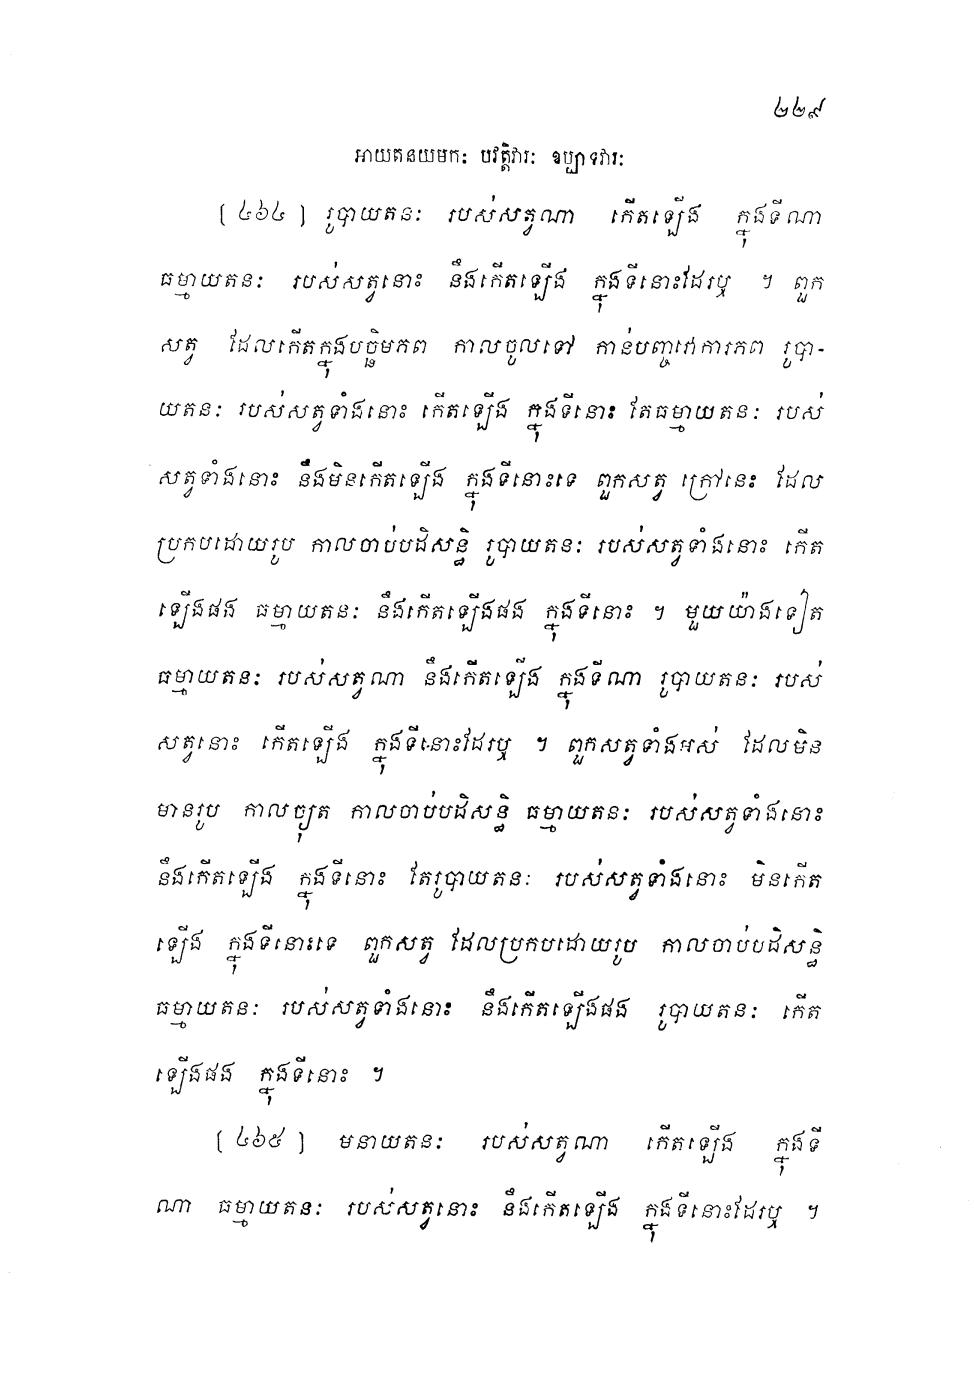 ២២៩
អាយតនយមកៈ បវត្តិវារៈ ឧប្បាទវារៈ
[ ៤៦៤ ] រូបាយតនៈ របស់សត្វណា កើតឡើង ក្នុងទីណា
ធម្មាយតនៈ របស់សត្វនោះ នឹងកើតឡើង ក្នុងទីនោះដែរឬ ។ ពួក
សត្វ ដែលកើតក្នុងបច្ឆិមភព កាលចូលទៅ កាន់បញ្ចវោការភព រូបា-
យតនៈ របស់សត្វទាំងនោះ កើតឡើង ក្នុងទីនោះ តែធម្មាយតនៈ របស់
សត្វទាំងនោះ នឹងមិនកើតឡើង ក្នុងទីនោះទេ ពួកសត្វ ក្រៅនេះ ដែល
ប្រកបដោយរូប កាលចាប់បដិសន្ធិ រូបាយតនៈ របស់សត្វទាំងនោះ កើត
ឡើងផង ធម្មាយតនៈ នឹងកើតឡើងផង ក្នុងទីនោះ ។ មួយយ៉ាងទៀត
ធម្មាយតនៈ របស់សត្វណា នឹងកើតឡើង ក្នុងទីណា រូបាយតនៈ របស់
សត្វនោះ កើតឡើង ក្នុងទីនោះដែរឬ ។ ពួកសត្វទាំងអស់ ដែលមិន
មានរូប កាលច្យុត កាលចាប់បដិសន្ធិ ធម្មាយតនៈ របស់សត្វទាំងនោះ
នឹងកើតឡើង ក្នុងទីនោះ តែរូបាយតនៈ របស់សត្វទាំងនោះ មិនកើត
ឡើង ក្នុងទីនោះទេ ពួកសត្វ ដែលប្រកបដោយរូប កាលចាប់បដិសន្ធិ
ធម្មាយតនៈ របស់សត្វទាំងនោះ នឹងកើតឡើងផង រូបាយតនៈ កើត
ឡើងផង ក្នុងទីនោះ ។
[ ៤៦៥ ] មនាយតនៈ របស់សត្វណា កើតឡើង ក្នុងទី
ណា ធម្មាយតនៈ របស់សត្វនោះ នឹងកើតឡើង ក្នុងទីនោះដែរឬ ។